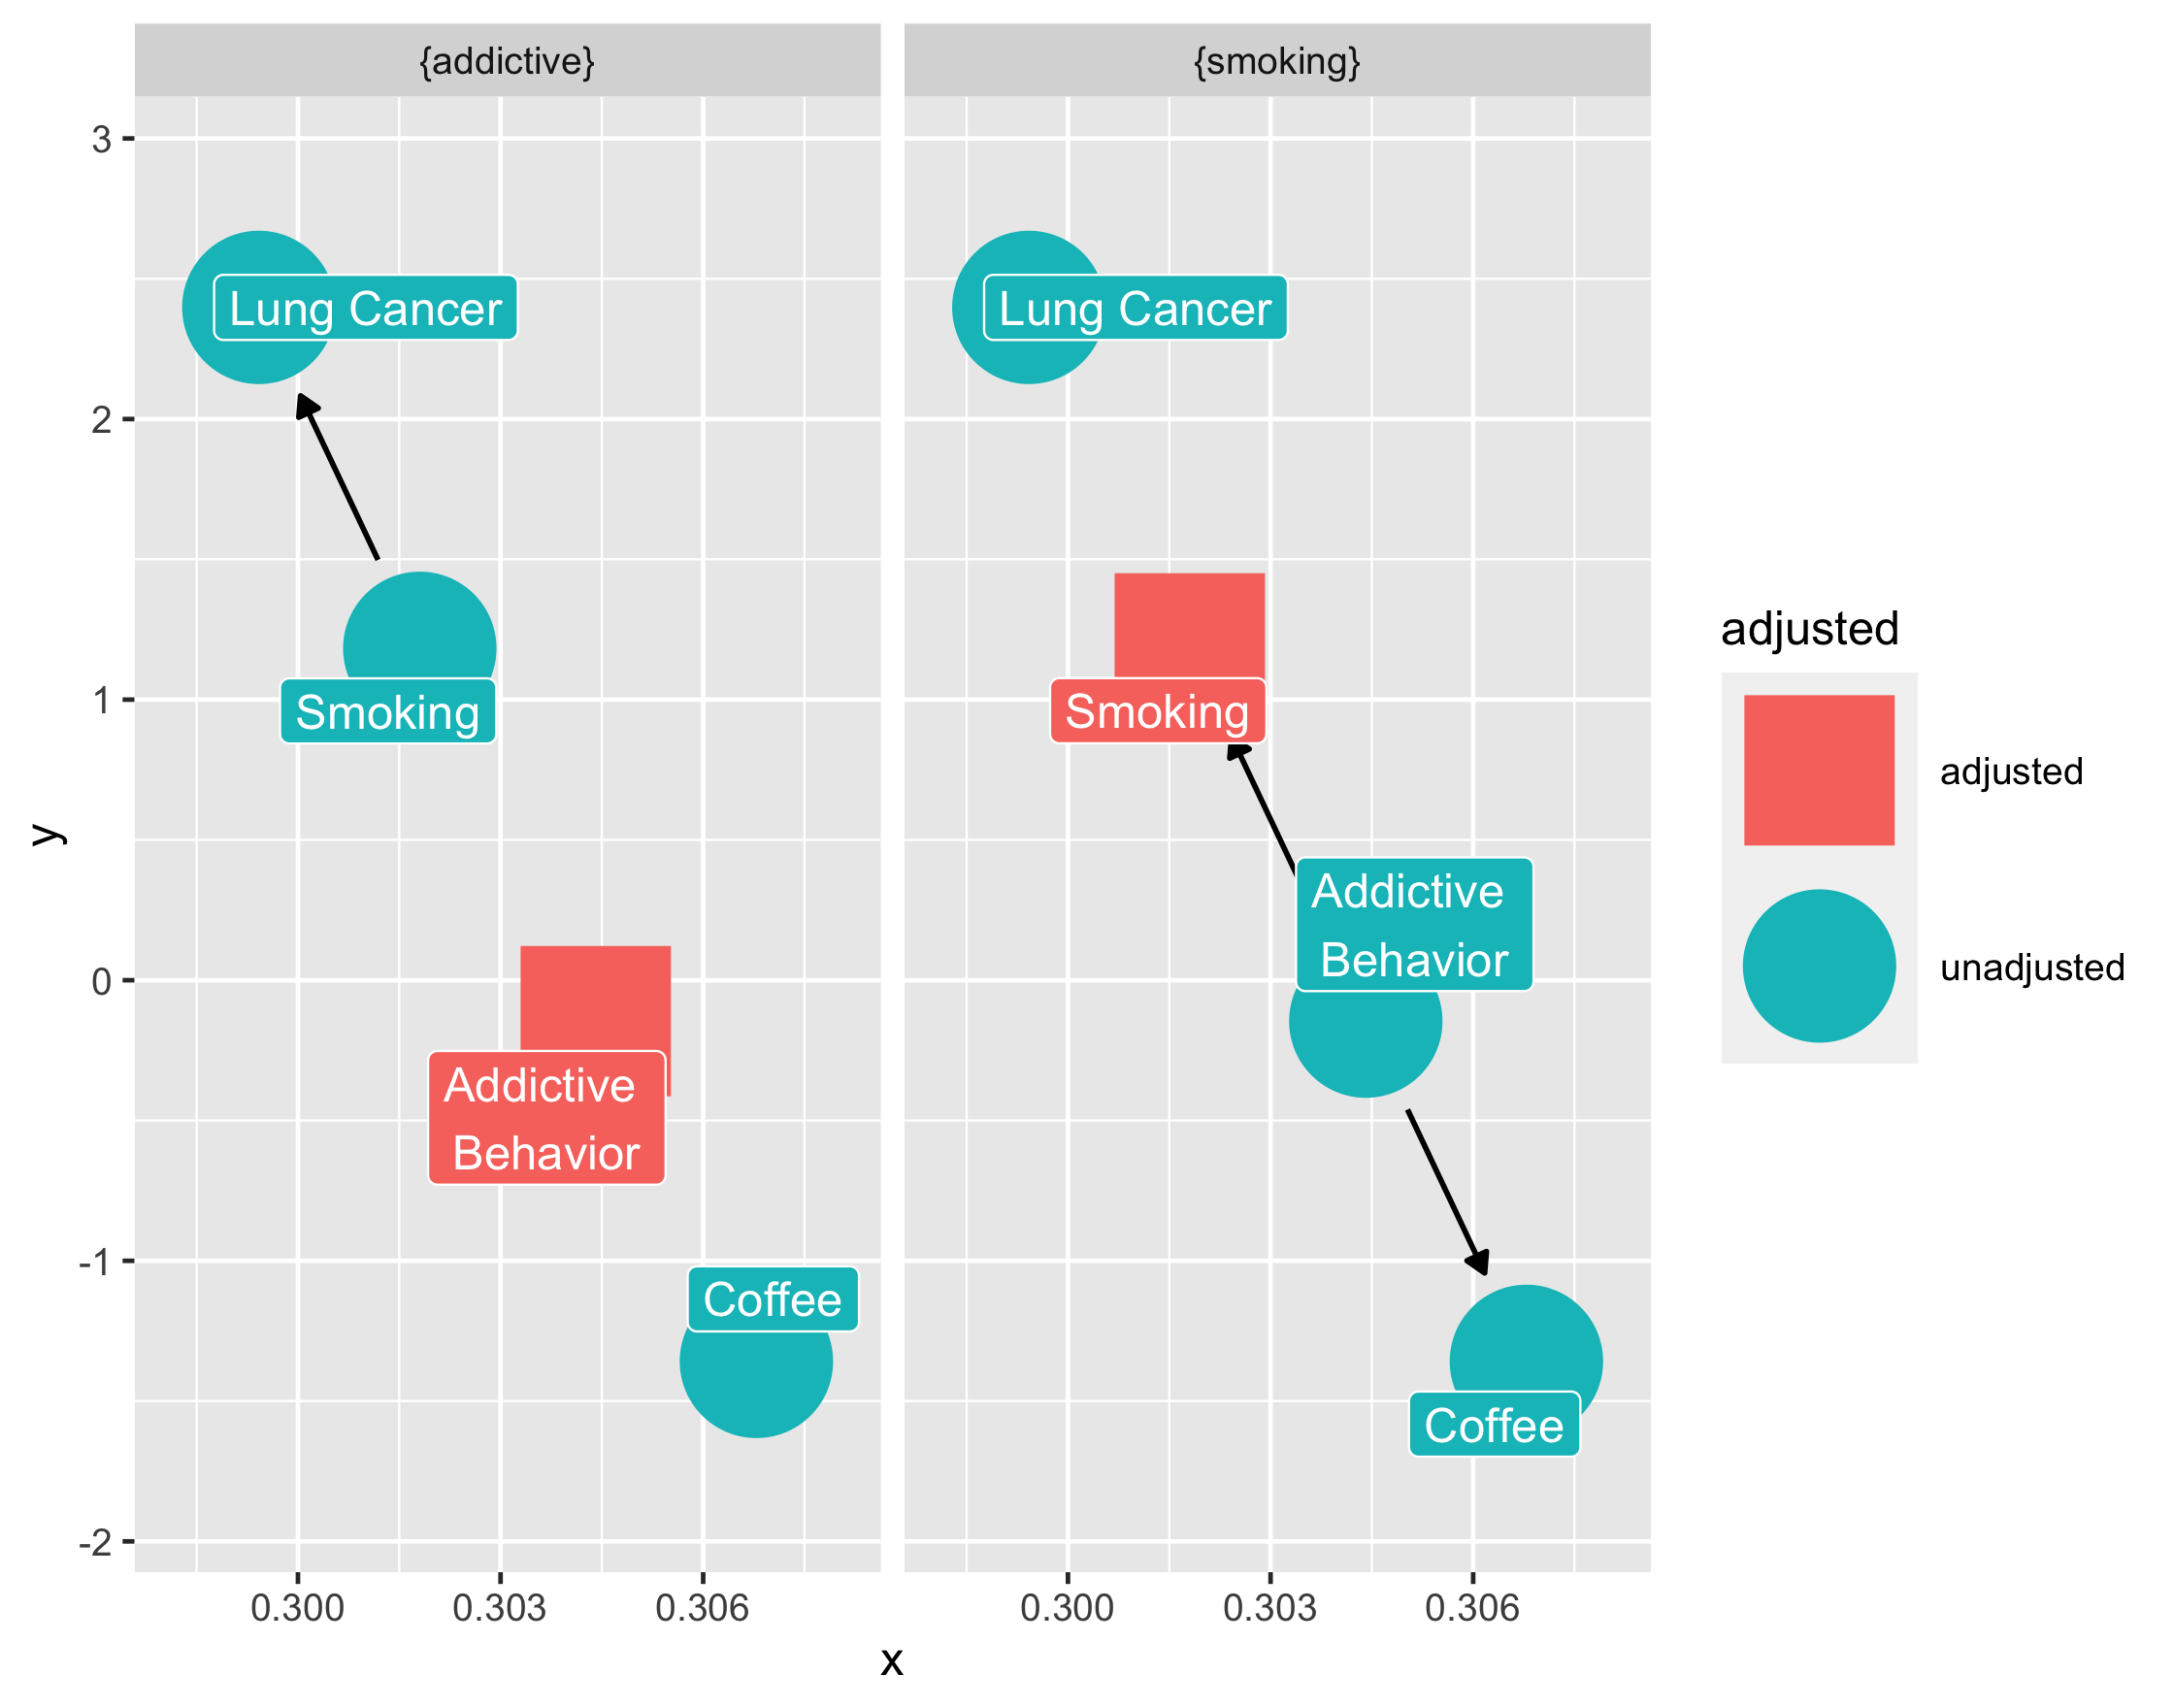 {addictive}
{smoking}
3
2
1
0
-1
-2
y
Lung Cancer
Smoking
Addictive
Behavior
Coffee
Lung Cancer
Smoking
Addictive
Behavior
Coffee
0.300
0.303
0.306
0.300
0.303
0.306
x
adjusted
adjusted
unadjusted